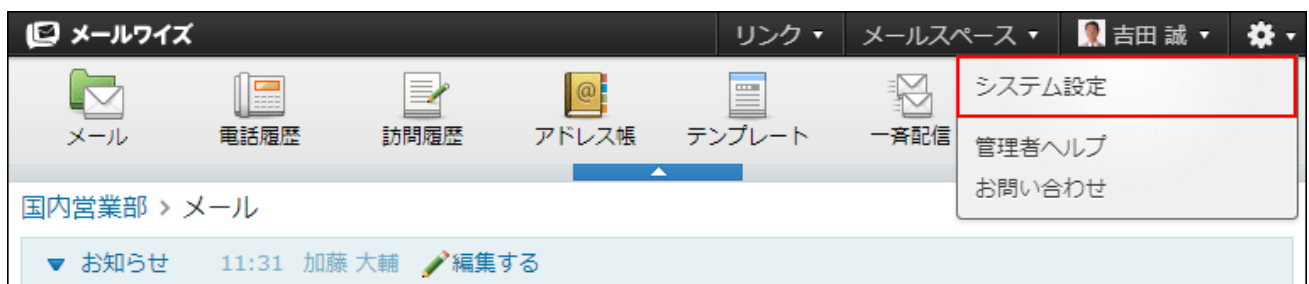 メールワイズ リンク ▼ メールスペース ▼ 吉田 誠 ▼
システム設定
メール 電話履歴 訪問履歴 アドレス帳 テンプレート 一斉配信
管理者ヘルプ
お問い合わせ
国内営業部 > メール
▼ お知らせ 11:31 加藤 大輔 編集する